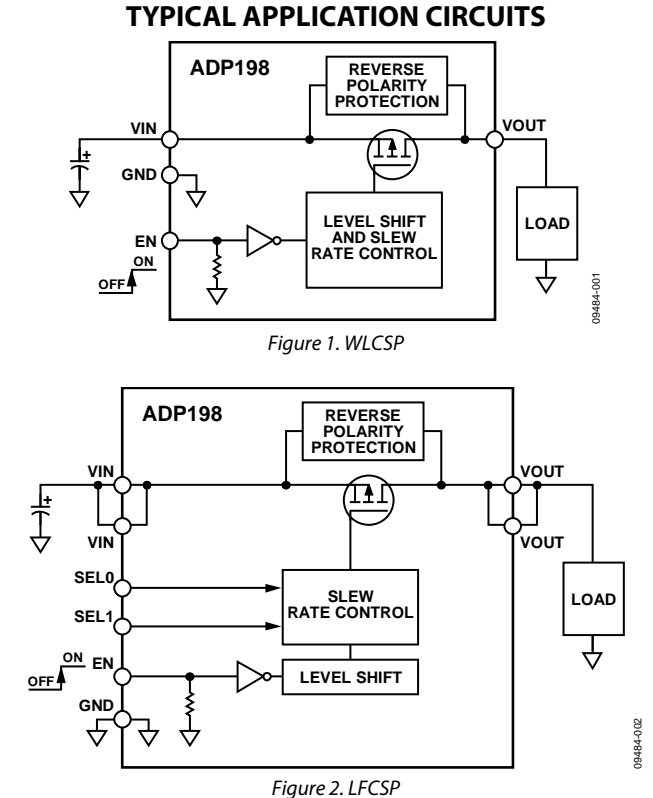 TYPICAL APPLICATION CIRCUITS
ADP198
REVERSE
POLARITY
PROTECTION
VIN
VOUT
+
GND
LEVEL SHIFT
AND SLEW
RATE CONTROL
LOAD
EN
ON
OFF
09484-001
Figure 1. WLCSP
ADP198
REVERSE
POLARITY
PROTECTION
VIN
VOUT
+
VIN
VOUT
SEL0
SLEW
RATE CONTROL
LOAD
SEL1
ON
EN
OFF
LEVEL SHIFT
GND
09484-002
Figure 2. LFCSP